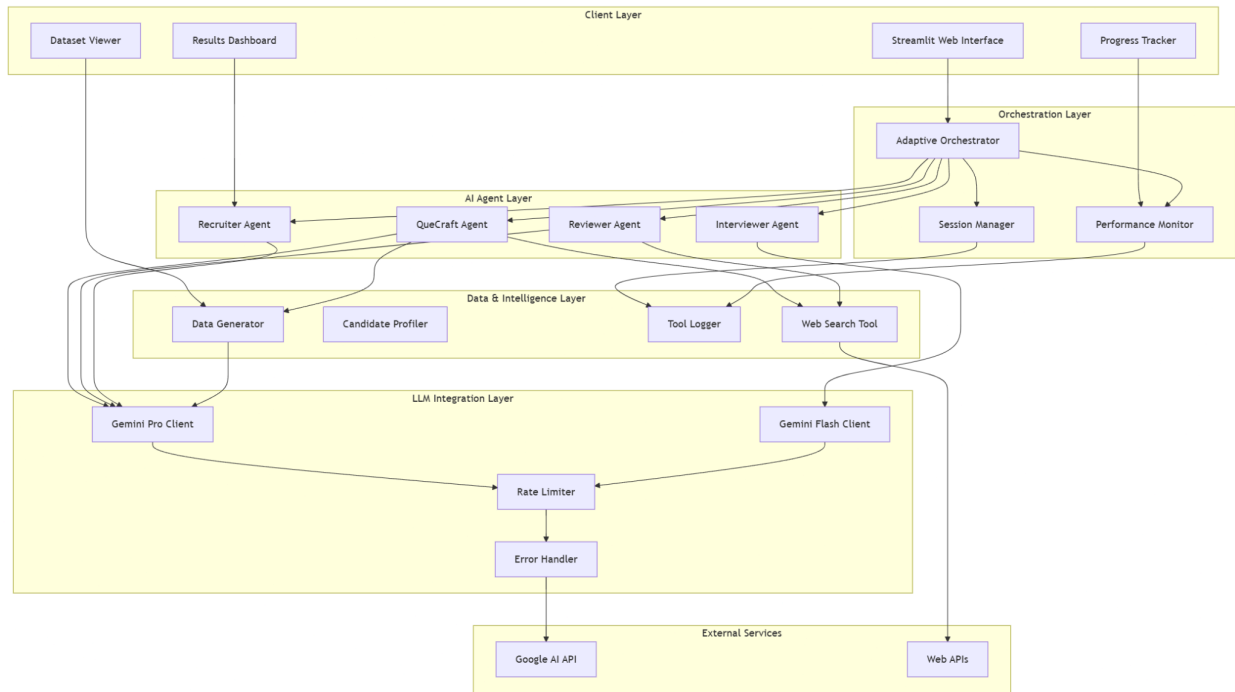 Client Layer
Dataset Viewer
Results Dashboard
Streamlit Web Interface
Progress Tracker
Orchestration Layer
Adaptive Orchestrator
AI Agent Layer
Recruiter Agent
QueCraft Agent
Reviewer Agent
Interviewer Agent
Session Manager
Performance Monitor
Data & Intelligence Layer
Data Generator
Candidate Profiler
Tool Logger
Web Search Tool
LLM Integration Layer
Gemini Pro Client
Gemini Flash Client
Rate Limiter
Error Handler
External Services
Google AI API
Web APIs